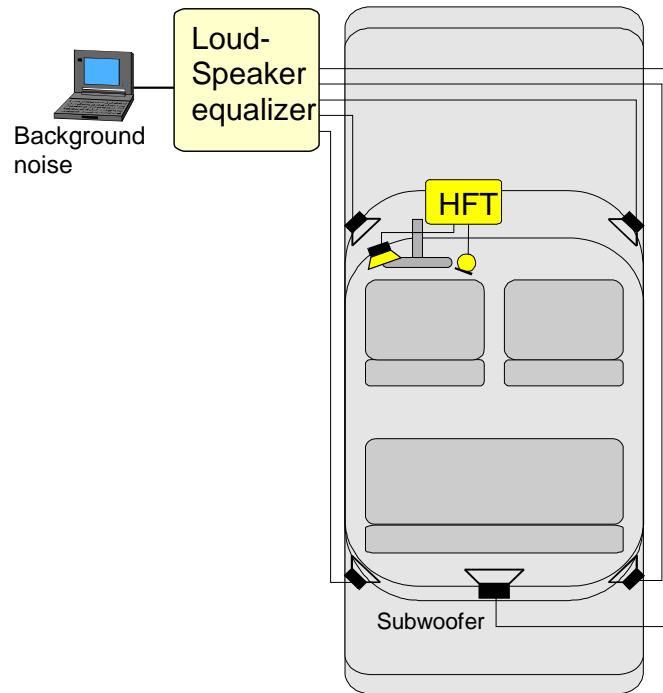 Loud-
Speaker
equalizer
Background
noise
HFT
Subwoofer